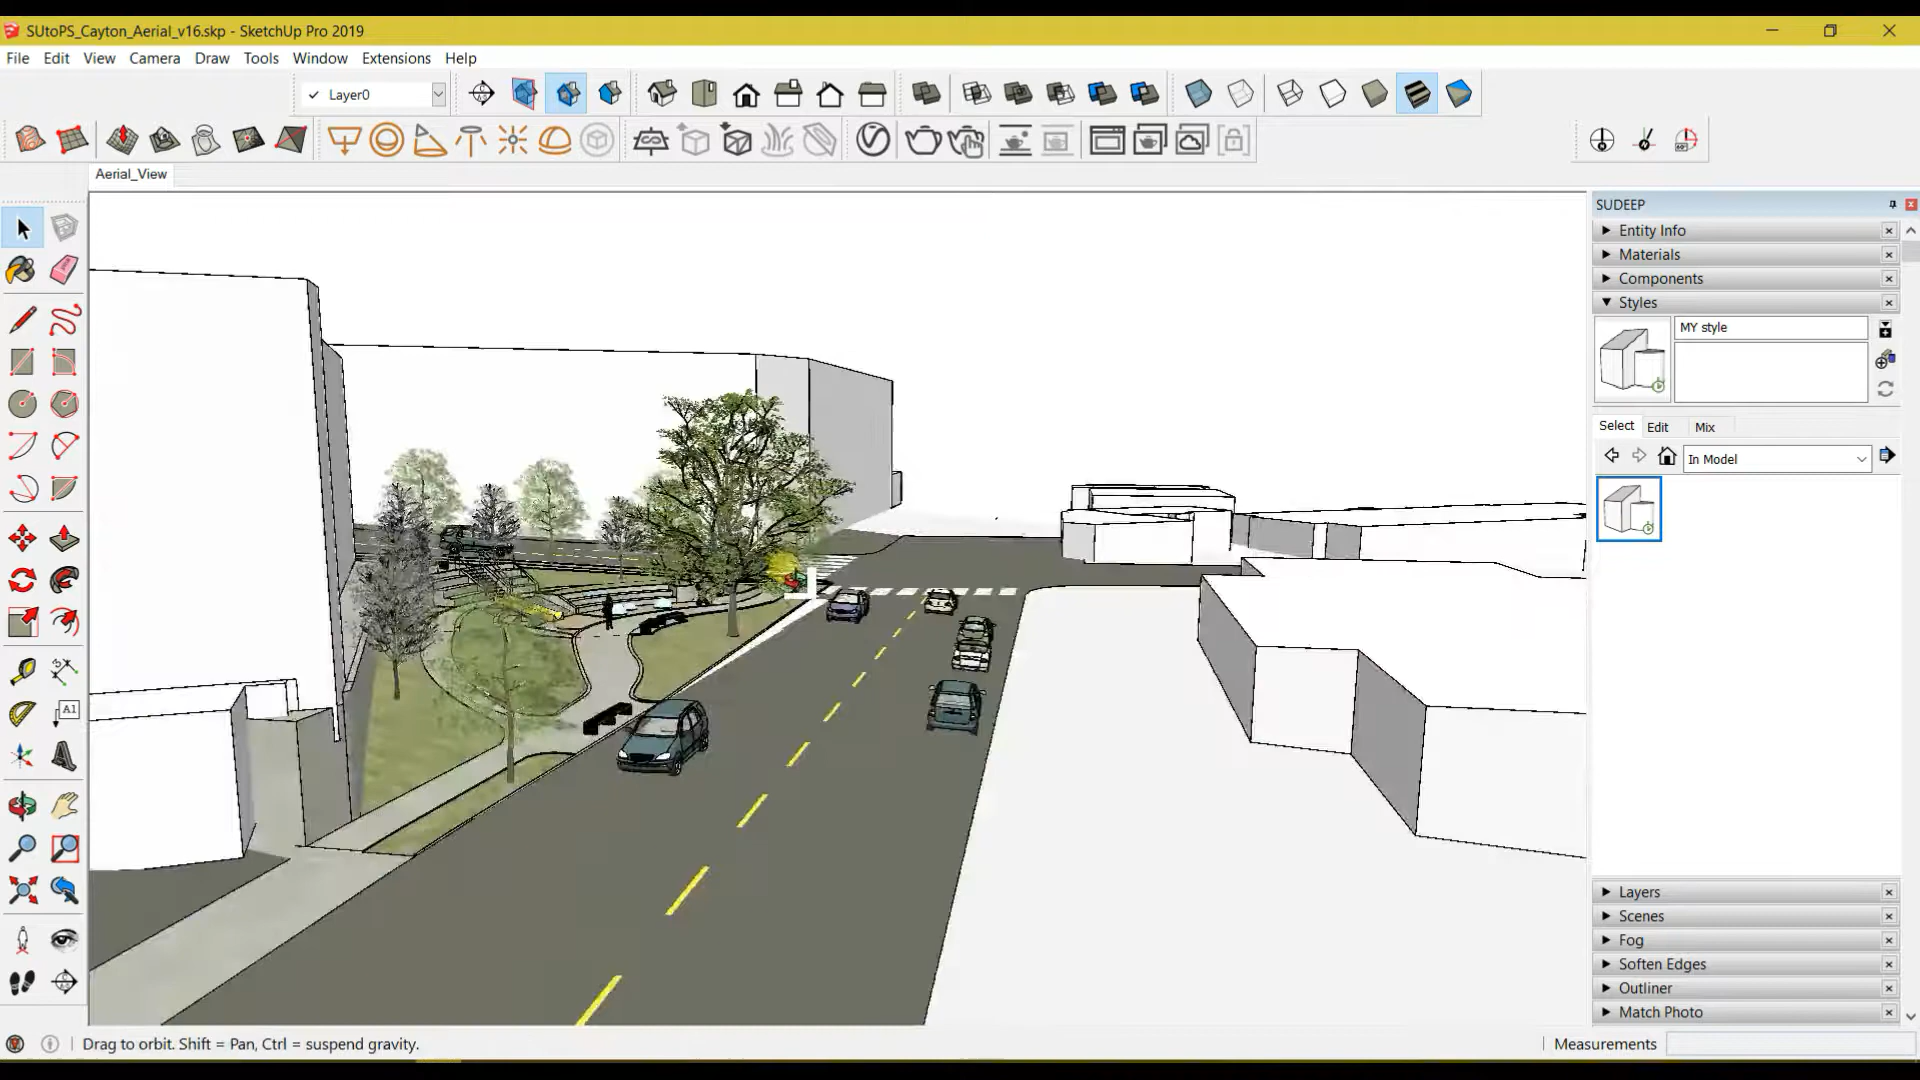 SUtoPS_Cayton_Aerial_v16.skp - SketchUp Pro 2019
File Edit View Camera Draw Tools Window Extensions Help
Layer0
Aerial_View
SUDEEP
Entity Info
Materials
Components
Styles
MY style
Select Edit Mix
In Model
A1
Layers
Scenes
Fog
Soften Edges
Outliner
Match Photo
Drag to orbit. Shift = Pan, Ctrl = suspend gravity.
Measurements